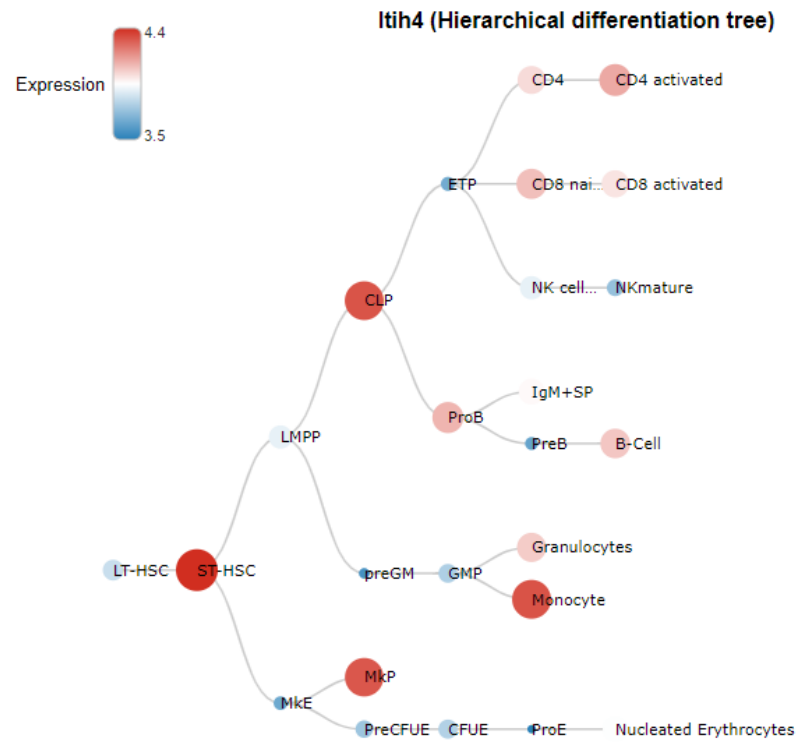 Itih4 (Hierarchical differentiation tree)
4.4
Expression
3.5
CD4
CD4 activated
ETP
CD8 nai...
CD8 activated
NK cell...
NKmature
CLP
IgM+SP
ProB
PreB
B-Cell
LMPP
Granulocytes
LT-HSC
ST-HSC
preGM
GMP
Monocyte
MkP
MkE
PreCFUE
CFUE
ProE
Nucleated Erythrocytes